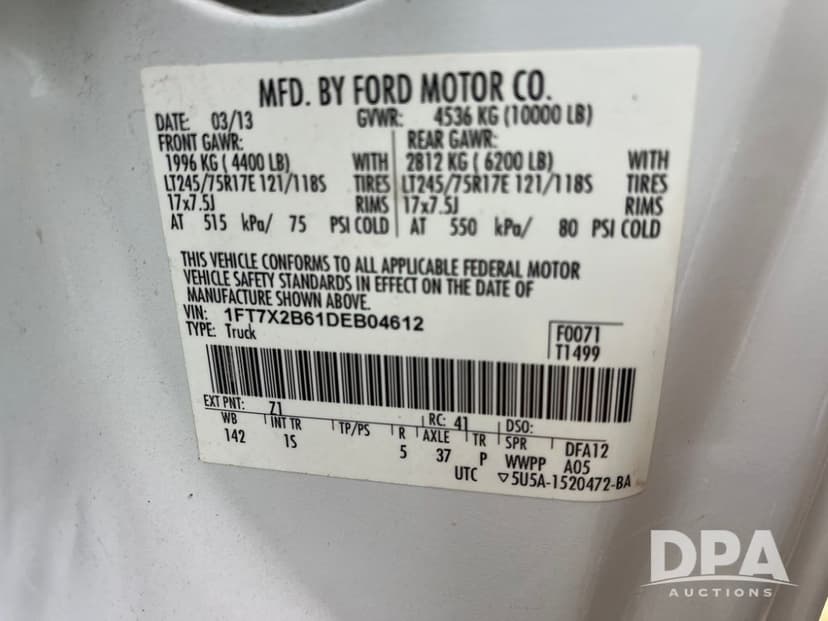 MFD. BY FORD MOTOR CO.
DATE: 03/13 GVWR: 4536 KG (10000 LB)
FRONT GAWR: REAR GAWR:
1996 KG ( 4400 LB) WITH 2812 KG ( 6200 LB) WITH
LT245/75R17E 121/118S TIRES LT245/75R17E 121/118S TIRES
17x7.5J RIMS 17x7.5J RIMS
AT 515 kPa/ 75 PSI COLD AT 550 kPa/ 80 PSI COLD
THIS VEHICLE CONFORMS TO ALL APPLICABLE FEDERAL MOTOR
VEHICLE SAFETY STANDARDS IN EFFECT ON THE DATE OF
MANUFACTURE SHOWN ABOVE.
VIN: 1FT7X2B61DEB04612
TYPE: Truck
F0071
T1499
EXT PNT: Z1 RC: 41 DSO:
WB INT TR TP/PS R AXLE TR SPR DFA12
142 1S 5 37 P WWPP A05
UTC ▽5U5A-1520472-BA
DPA
AUCTIONS